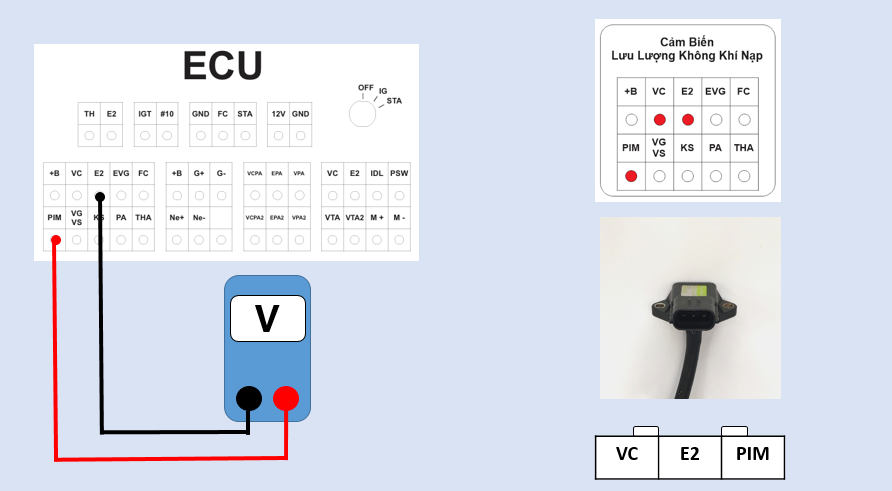 ECU
OFF IG
STA
TH E2 IGT #10 GND FC STA 12V GND
+B VC E2 EVG FC +B G+ G- VCPA EPA VPA VC E2 IDL PSW
PIM VG VS KS PA THA Ne+ Ne- VCPA2 EPA2 VPA2 VTA VTA2 M + M -
V
Cảm Biến
Lưu Lượng Không Khí Nạp
+B VC E2 EVG FC
PIM VG VS KS PA THA
VC E2 PIM